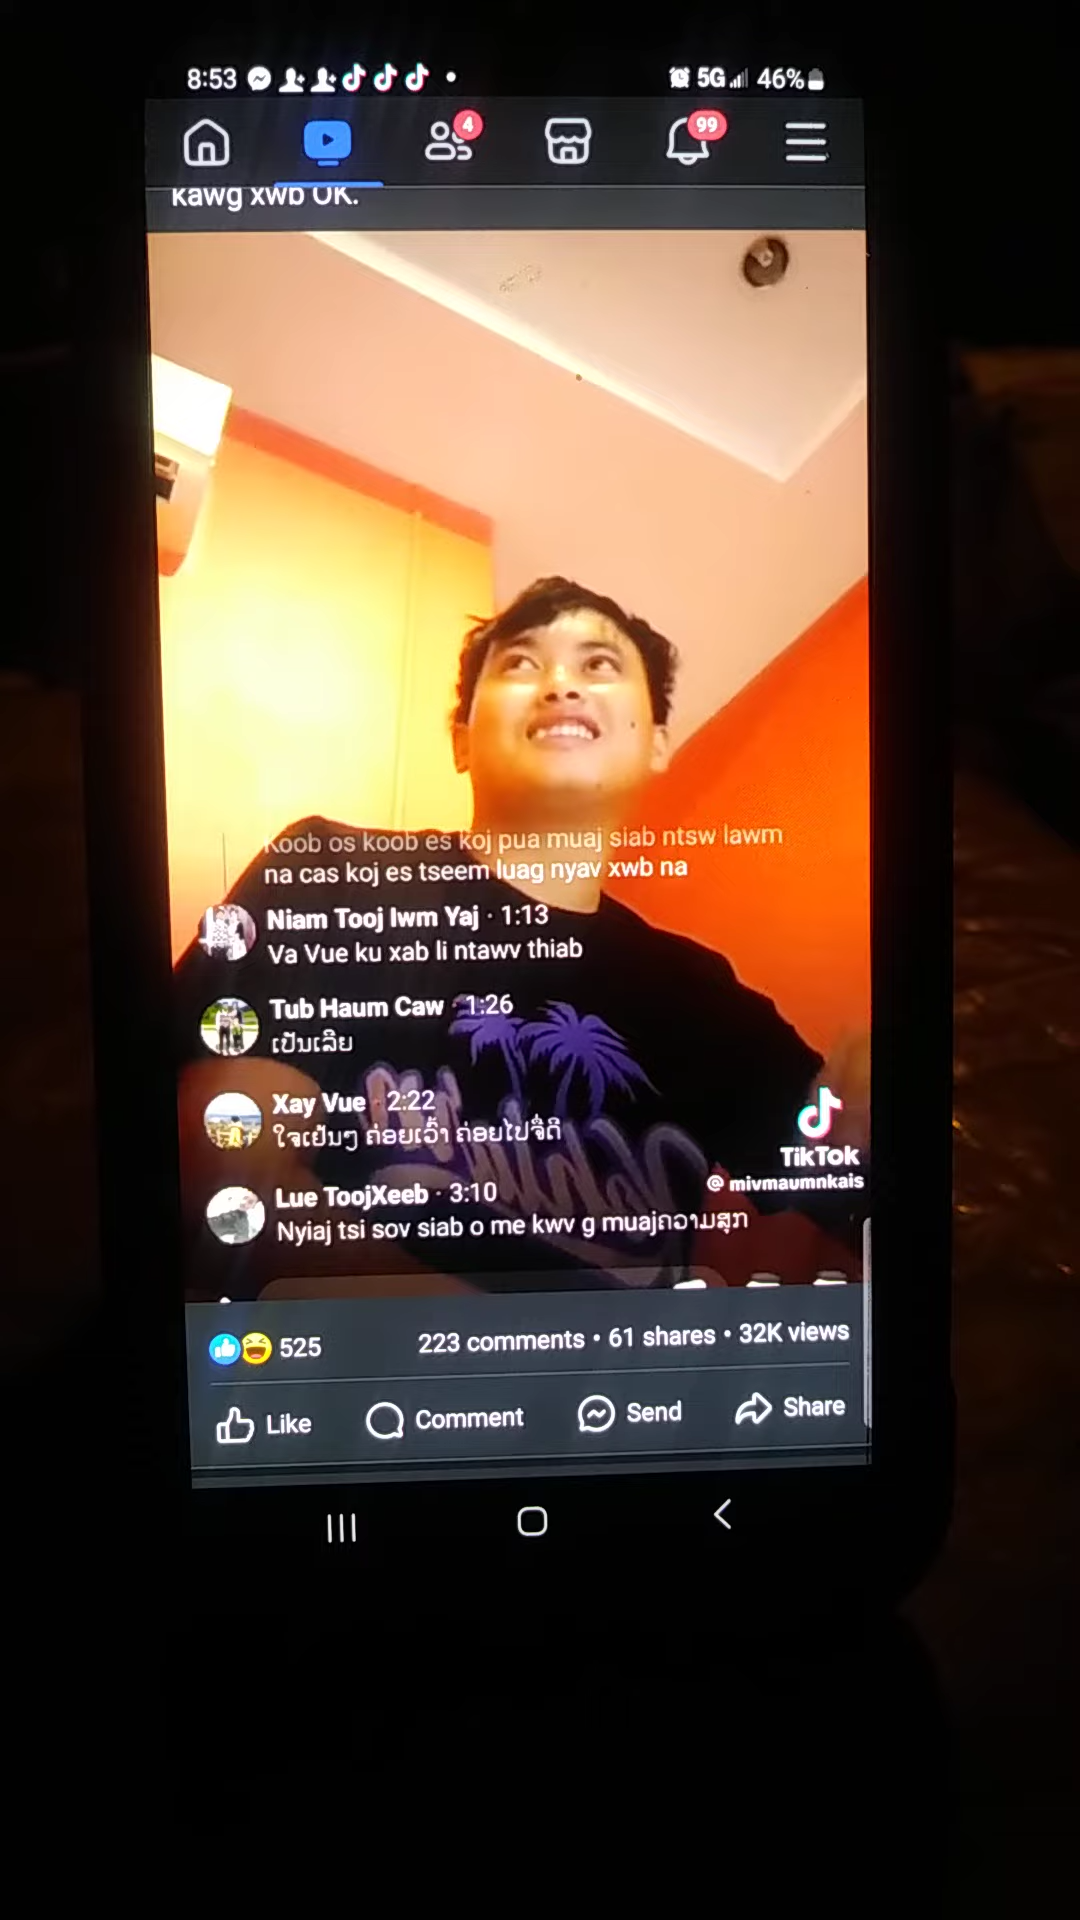 8:53
5G 46%
4
99
kawg xwb OK.
Koob os koob es koj pua muaj siab ntsw lawm
na cas koj es tseem luag nyav xwb na
Niam Tooj lwm Yaj · 1:13
Va Vue ku xab li ntawv thiab
Tub Haum Caw · 1:26
ເປັນເລີຍ
Xay Vue · 2:22
ໃຈເຢັນໆ ຄ່ອຍເວົ້າ ຄ່ອຍໄປຈື່ດີ
Lue ToojXeeb · 3:10
Nyiaj tsi sov siab o me kwv g muajຄວາມສຸກ
TikTok
@ mivmaumnkais
525
223 comments • 61 shares • 32K views
Like
Comment
Send
Share